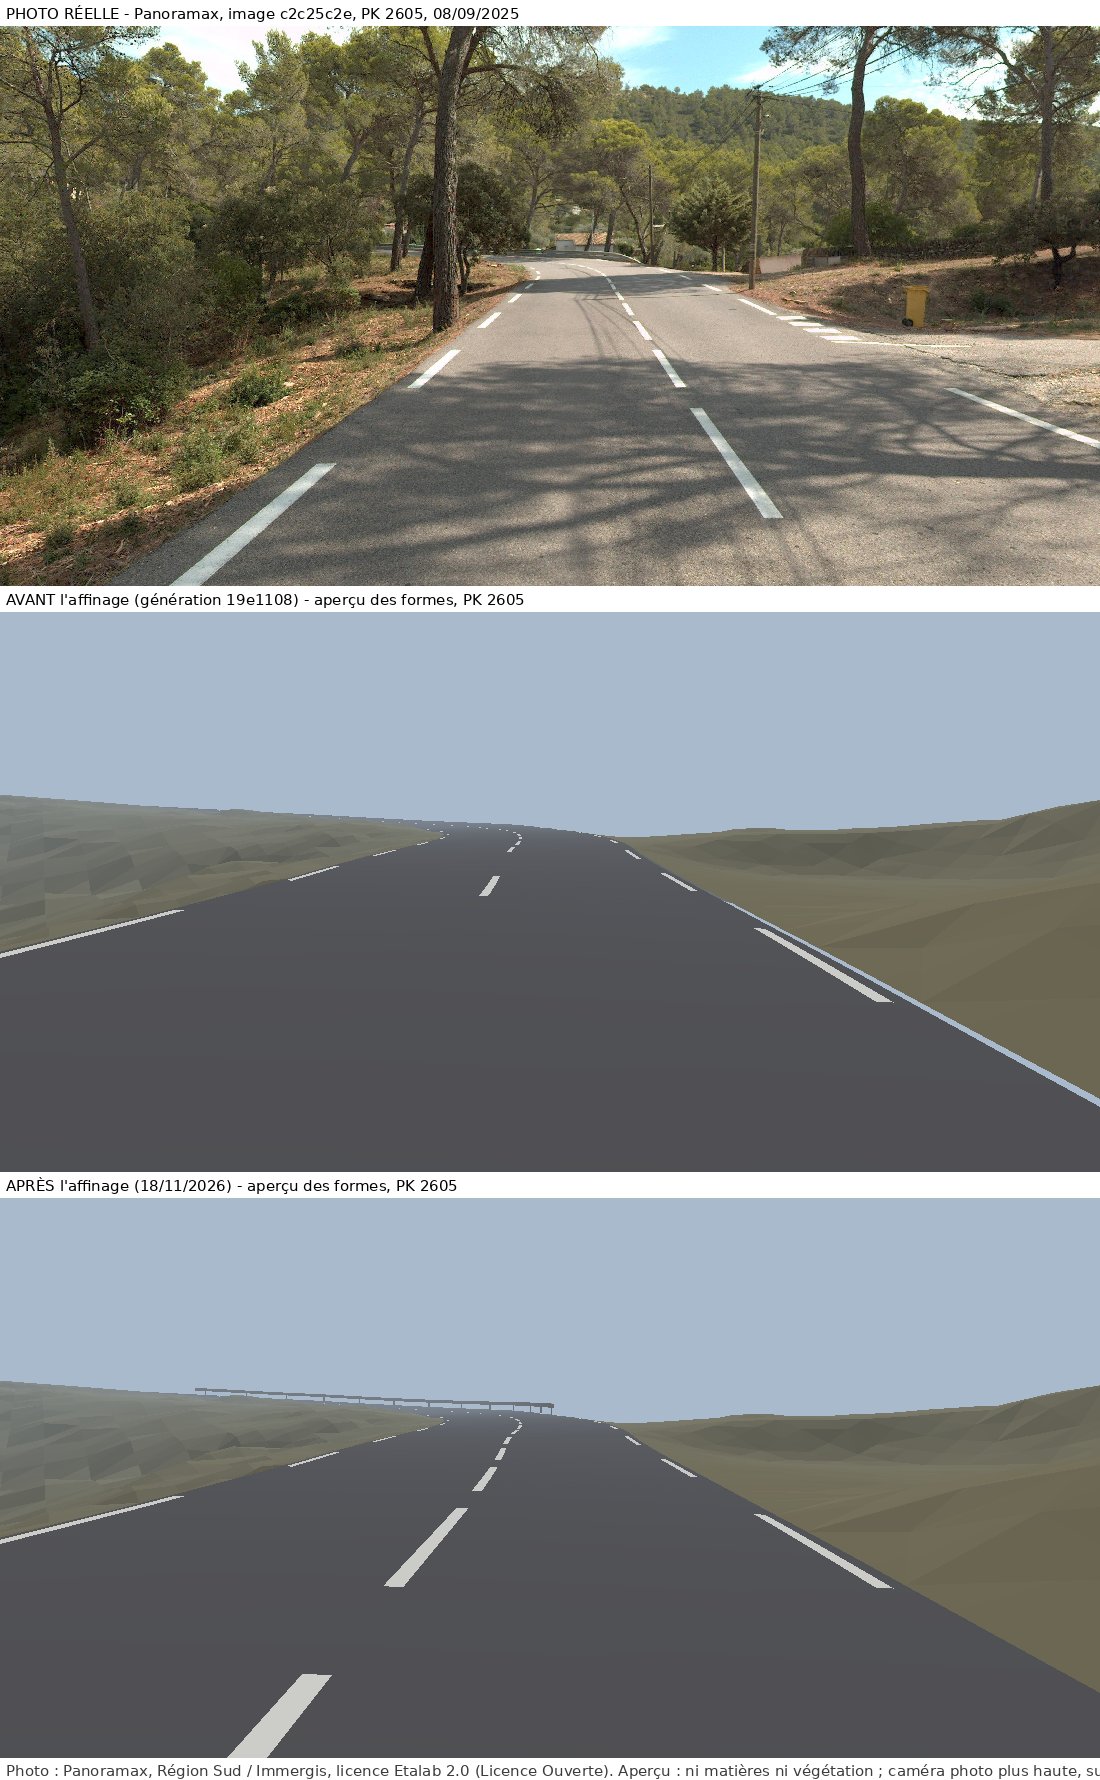 PHOTO RÉELLE - Panoramax, image c2c25c2e, PK 2605, 08/09/2025
AVANT l'affinage (génération 19e1108) - aperçu des formes, PK 2605
APRÈS l'affinage (18/11/2026) - aperçu des formes, PK 2605
Photo : Panoramax, Région Sud / Immergis, licence Etalab 2.0 (Licence Ouverte). Aperçu : ni matières ni végétation ; caméra photo plus haute, su